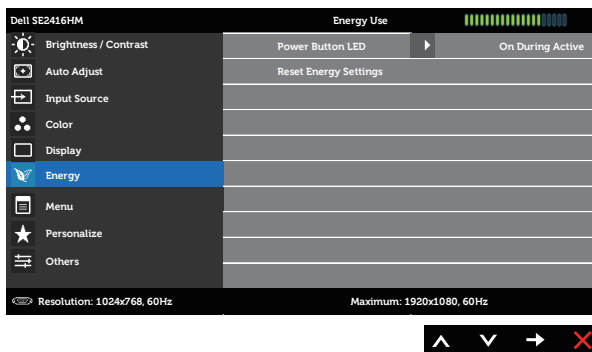 Dell SE2416HM Energy Use
Brightness / Contrast Power Button LED On During Active
Auto Adjust Reset Energy Settings
Input Source
Color
Display
Energy
Menu
Personalize
Others
Resolution: 1024x768, 60Hz Maximum: 1920x1080, 60Hz